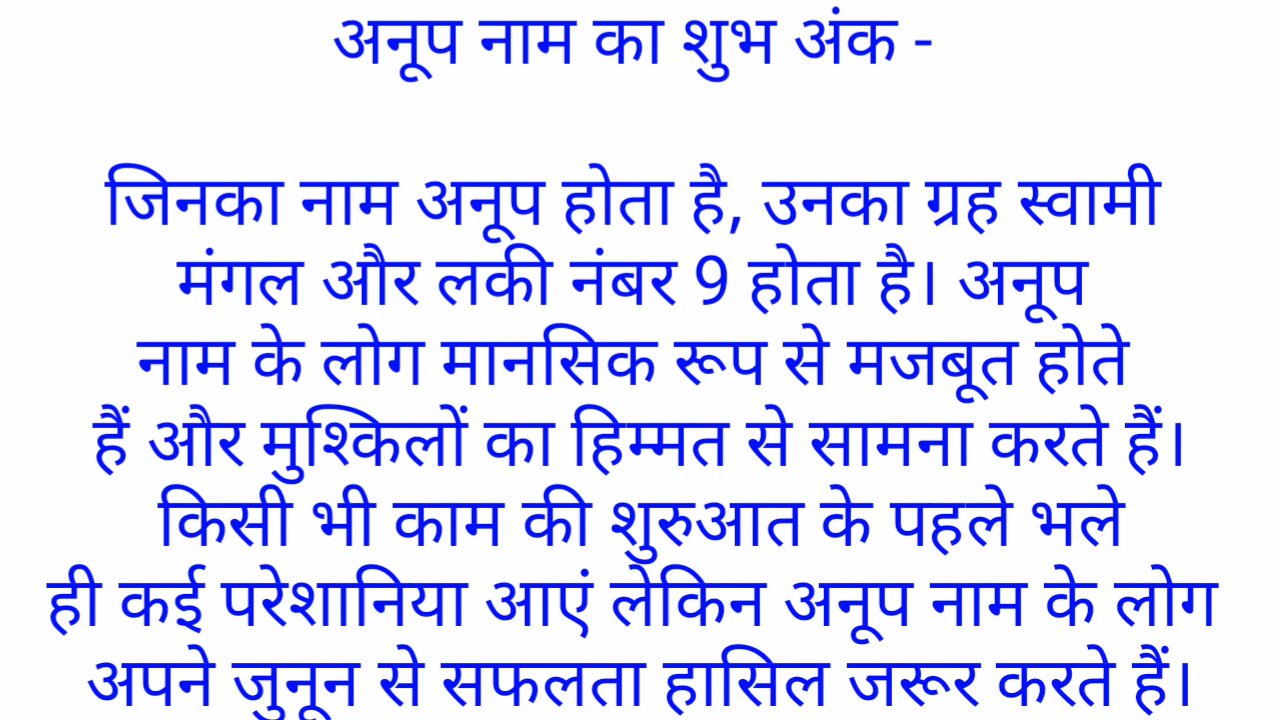 अनूप नाम का शुभ अंक -
जिनका नाम अनूप होता है, उनका ग्रह स्वामी
मंगल और लकी नंबर 9 होता है। अनूप
नाम के लोग मानसिक रूप से मजबूत होते
हैं और मुश्किलों का हिम्मत से सामना करते हैं।
किसी भी काम की शुरुआत के पहले भले
ही कई परेशानिया आएं लेकिन अनूप नाम के लोग
अपने जुनून से सफलता हासिल जरूर करते हैं।